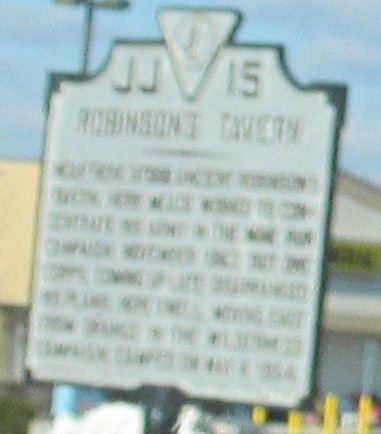 JJ 15
ROBINSON'S TAVERN
NEAR HERE STOOD ANCIENT ROBINSON'S
TAVERN. HERE MEADE WISHED TO CON-
CENTRATE HIS ARMY IN THE MINE RUN
CAMPAIGN, NOVEMBER, 1863, BUT ONE
CORPS, COMING UP LATE, DISARRANGED
HIS PLANS. HERE EWELL, MOVING EAST
FROM ORANGE IN THE WILDERNESS
CAMPAIGN, CAMPED ON MAY 4, 1864.